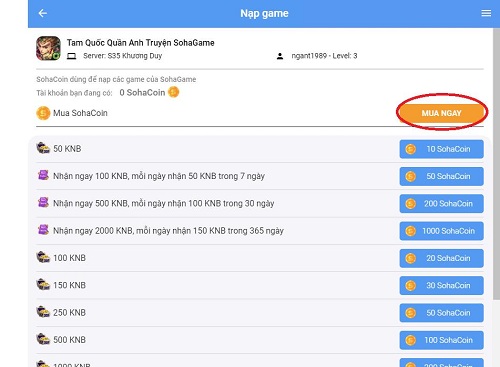 Nạp game
Tam Quốc Quần Anh Truyện SohaGame
Server: S35 Khương Duy
ngant1989 - Level: 3
SohaCoin dùng để nạp các game của SohaGame
Tài khoản bạn đang có: 0 SohaCoin
Mua SohaCoin
MUA NGAY
50 KNB
10 SohaCoin
Nhận ngay 100 KNB, mỗi ngày nhận 50 KNB trong 7 ngày
50 SohaCoin
Nhận ngay 500 KNB, mỗi ngày nhận 100 KNB trong 30 ngày
200 SohaCoin
Nhận ngay 2000 KNB, mỗi ngày nhận 150 KNB trong 365 ngày
1000 SohaCoin
100 KNB
20 SohaCoin
150 KNB
30 SohaCoin
250 KNB
50 SohaCoin
500 KNB
100 SohaCoin
1000 KNB
200 SohaCoin